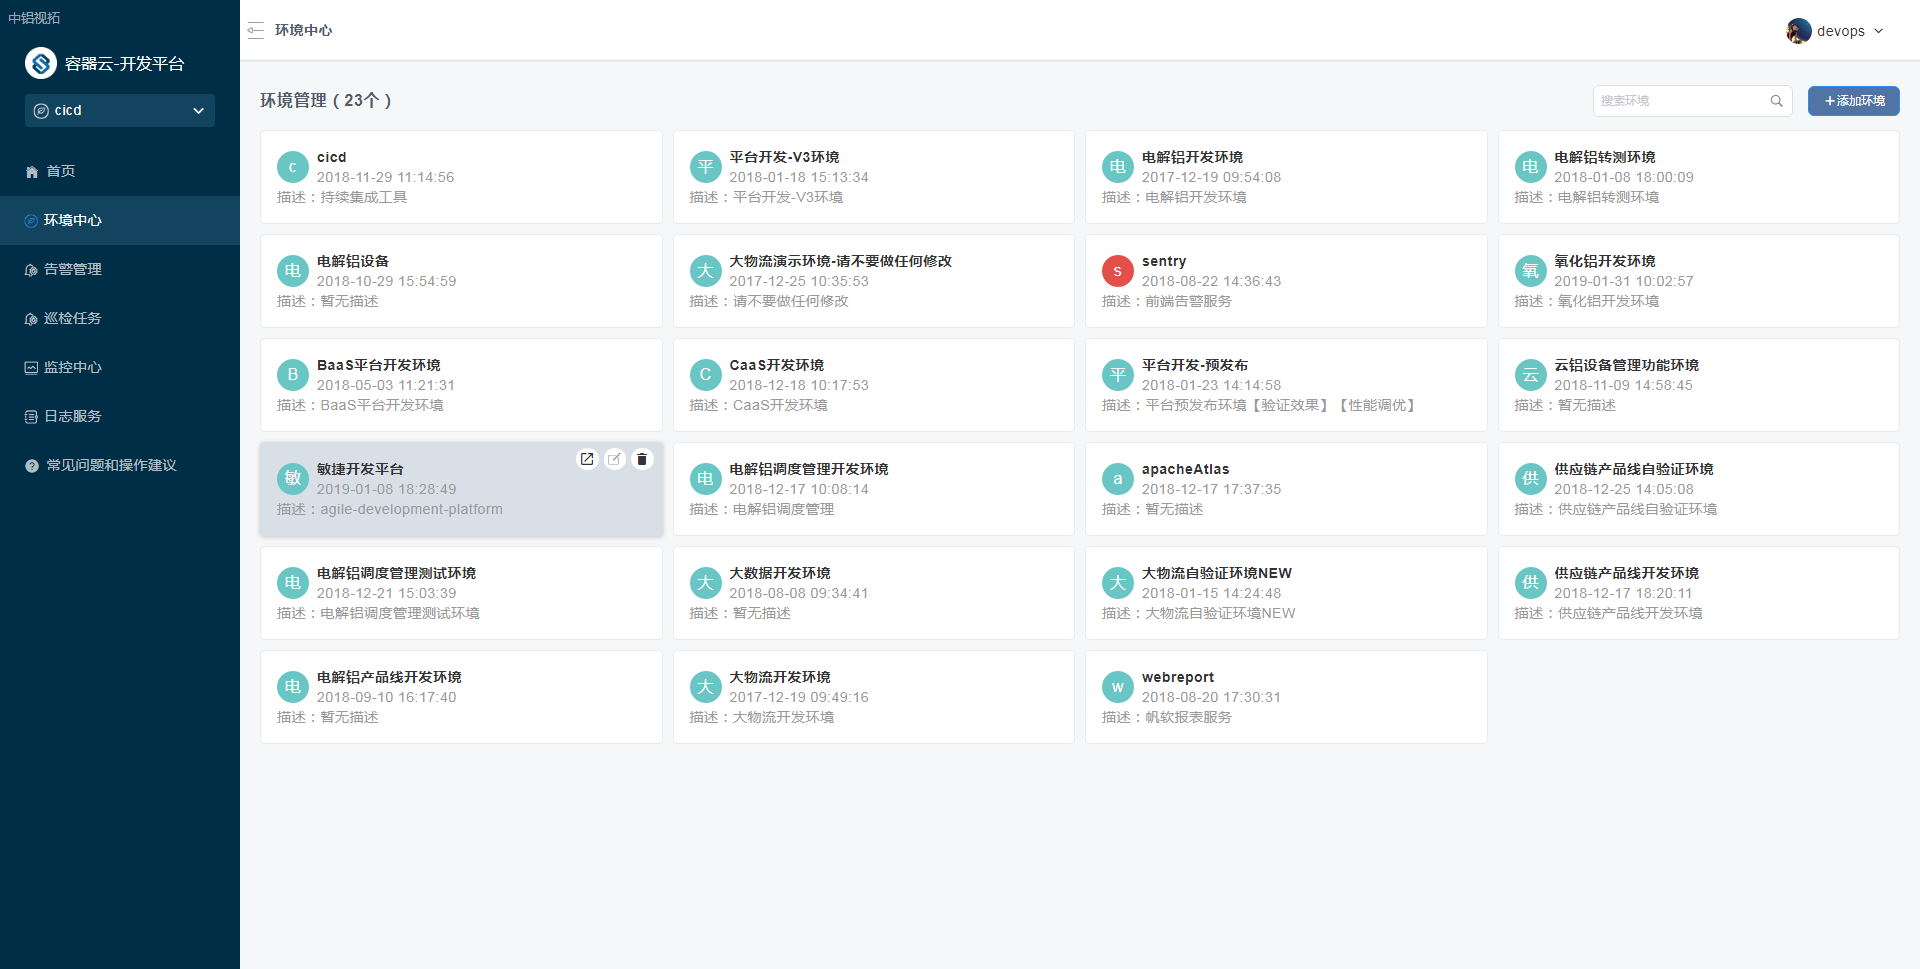 中铝视拓
容器云-开发平台
cicd
首页
环境中心
告警管理
巡检任务
监控中心
日志服务
常见问题和操作建议
环境中心
devops
环境管理（23个）
搜索环境
+添加环境
c
cicd
2018-11-29 11:14:56
描述：持续集成工具
平
平台开发-V3环境
2018-01-18 15:13:34
描述：平台开发-V3环境
电
电解铝开发环境
2017-12-19 09:54:08
描述：电解铝开发环境
电
电解铝转测环境
2018-01-08 18:00:09
描述：电解铝转测环境
电
电解铝设备
2018-10-29 15:54:59
描述：暂无描述
大
大物流演示环境-请不要做任何修改
2017-12-25 10:35:53
描述：请不要做任何修改
s
sentry
2018-08-22 14:36:43
描述：前端告警服务
氧
氧化铝开发环境
2019-01-31 10:02:57
描述：氧化铝开发环境
B
BaaS平台开发环境
2018-05-03 11:21:31
描述：BaaS平台开发环境
C
CaaS开发环境
2018-12-18 10:17:53
描述：CaaS开发环境
平
平台开发-预发布
2018-01-23 14:14:58
描述：平台预发布环境【验证效果】【性能调优】
云
云铝设备管理功能环境
2018-11-09 14:58:45
描述：暂无描述
敏
敏捷开发平台
2019-01-08 18:28:49
描述：agile-development-platform
电
电解铝调度管理开发环境
2018-12-17 10:08:14
描述：电解铝调度管理
a
apacheAtlas
2018-12-17 17:37:35
描述：暂无描述
供
供应链产品线自验证环境
2018-12-25 14:05:08
描述：供应链产品线自验证环境
电
电解铝调度管理测试环境
2018-12-21 15:03:39
描述：电解铝调度管理测试环境
大
大数据开发环境
2018-08-08 09:34:41
描述：暂无描述
大
大物流自验证环境NEW
2018-01-15 14:24:48
描述：大物流自验证环境NEW
供
供应链产品线开发环境
2018-12-17 18:20:11
描述：供应链产品线开发环境
电
电解铝产品线开发环境
2018-09-10 16:17:40
描述：暂无描述
大
大物流开发环境
2017-12-19 09:49:16
描述：大物流开发环境
w
webreport
2018-08-20 17:30:31
描述：帆软报表服务